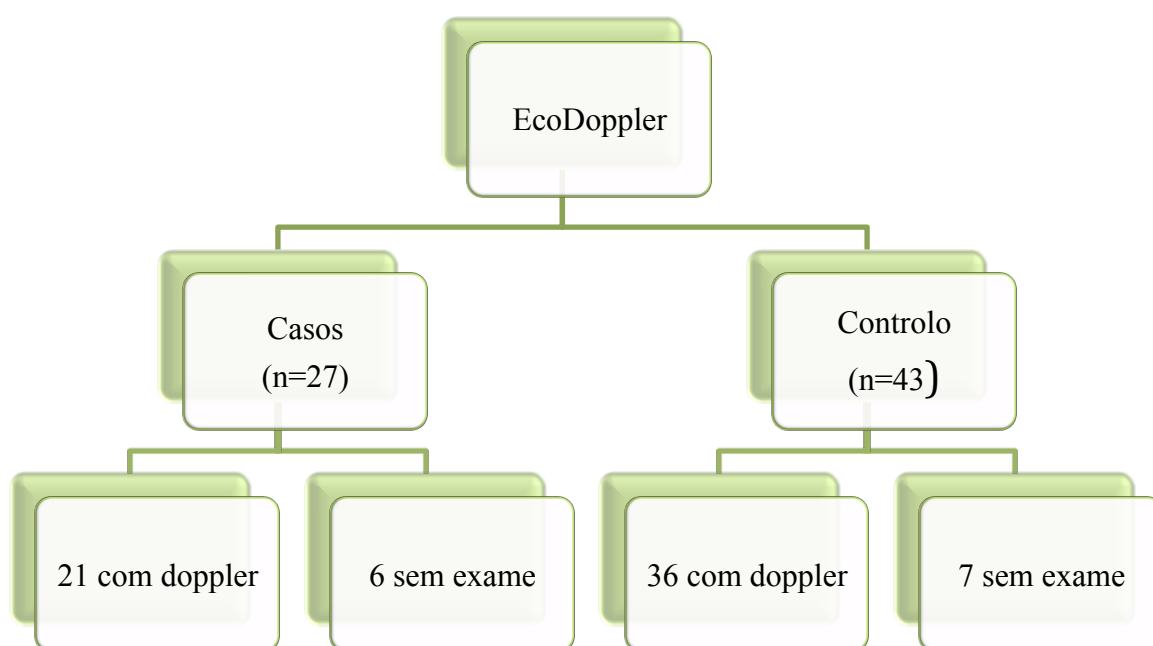 EcoDoppler
Casos
(n=27)
Controlo
(n=43)
21 com doppler
6 sem exame
36 com doppler
7 sem exame